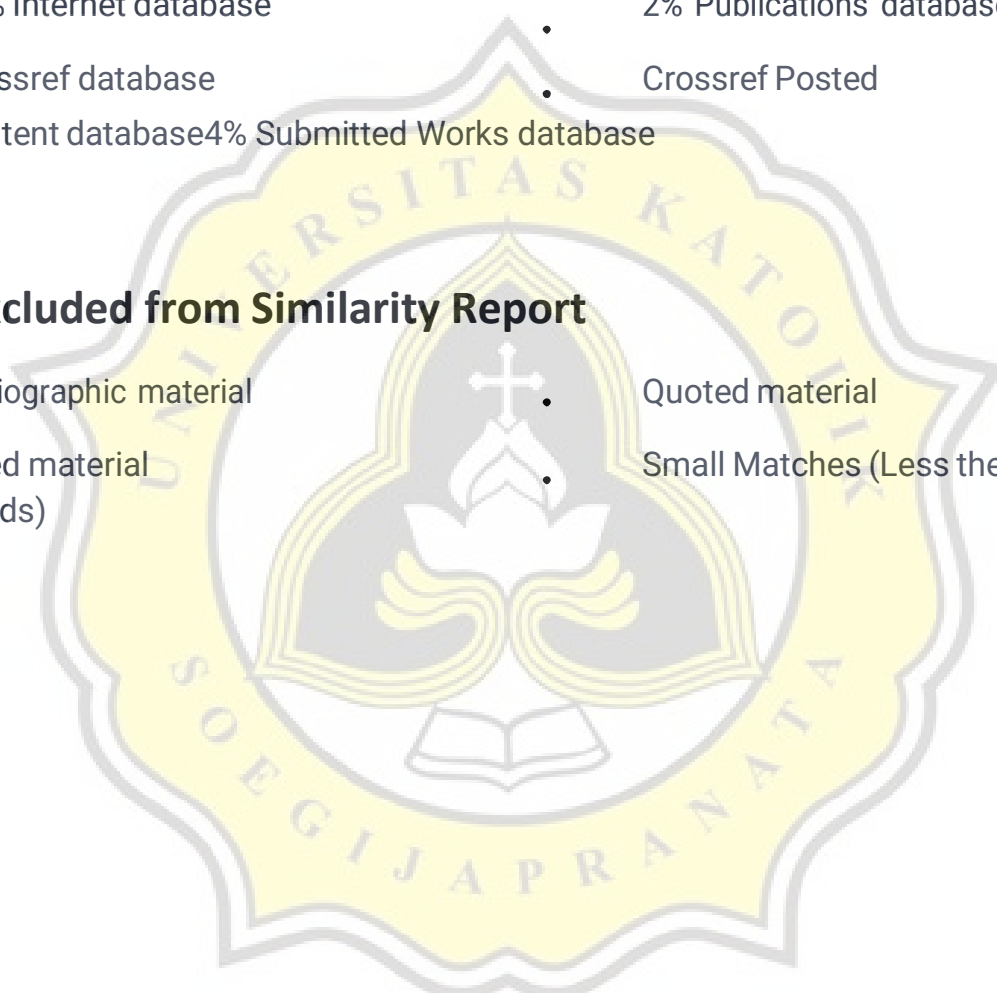 % Internet database
2% Publications database
ssref database
Crossref Posted
tent database4% Submitted Works database
cluded from Similarity Report
iographic material
Quoted material
ed material
Small Matches (Less the
ds)
UNIVERSITAS KATOLIK
SOEGIJAPRANATA